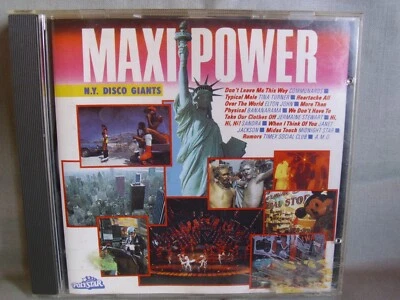 MAXI POWER
N.Y. DISCO GIANTS
Don't Leave Me This Way COMMUNARDS ■
Typical Male TINA TURNER ■ Heartache All
Over The World ELTON JOHN ■ More Than
Physical BANANARAMA ■ We Don't Have To
Take Our Clothes Off JERMAINE STEWART ■ Hi,
Hi, Hi! SANDRA ■ When I Think Of You JANET
JACKSON ■ Midas Touch MIDNIGHT STAR ■
Rumors TIMEX SOCIAL CLUB ■ A.M.O.
STOP
POLYSTAR